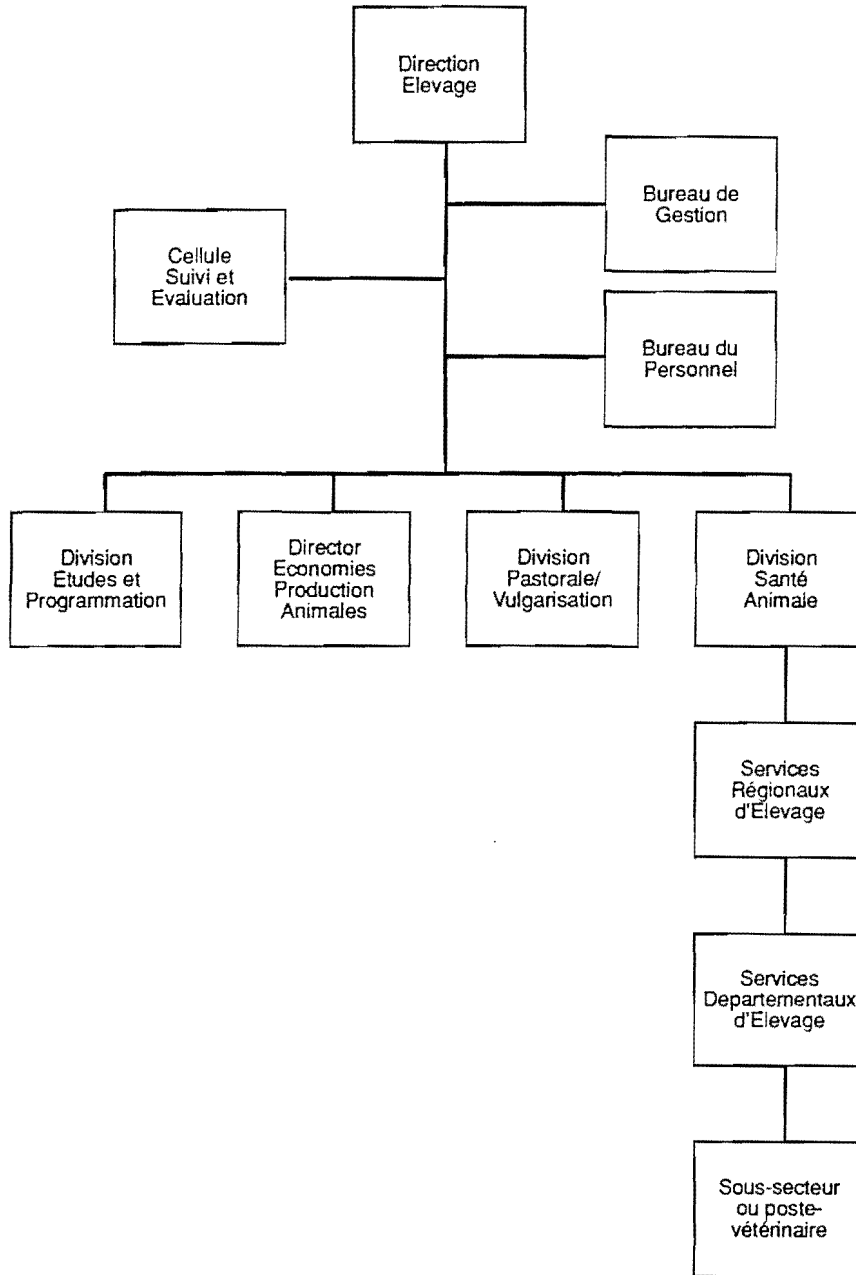 Direction
Elevage
Bureau de
Gestion
Cellule
Suivi et
Evaluation
Bureau du
Personnel
Division
Etudes et
Programmation
Director
Economies
Production
Animales
Division
Pastorale/
Vulgarisation
Division
Santé
Animale
Services
Régionaux
d'Elevage
Services
Departementaux
d'Elevage
Sous-secteur
ou poste-
vétérinaire